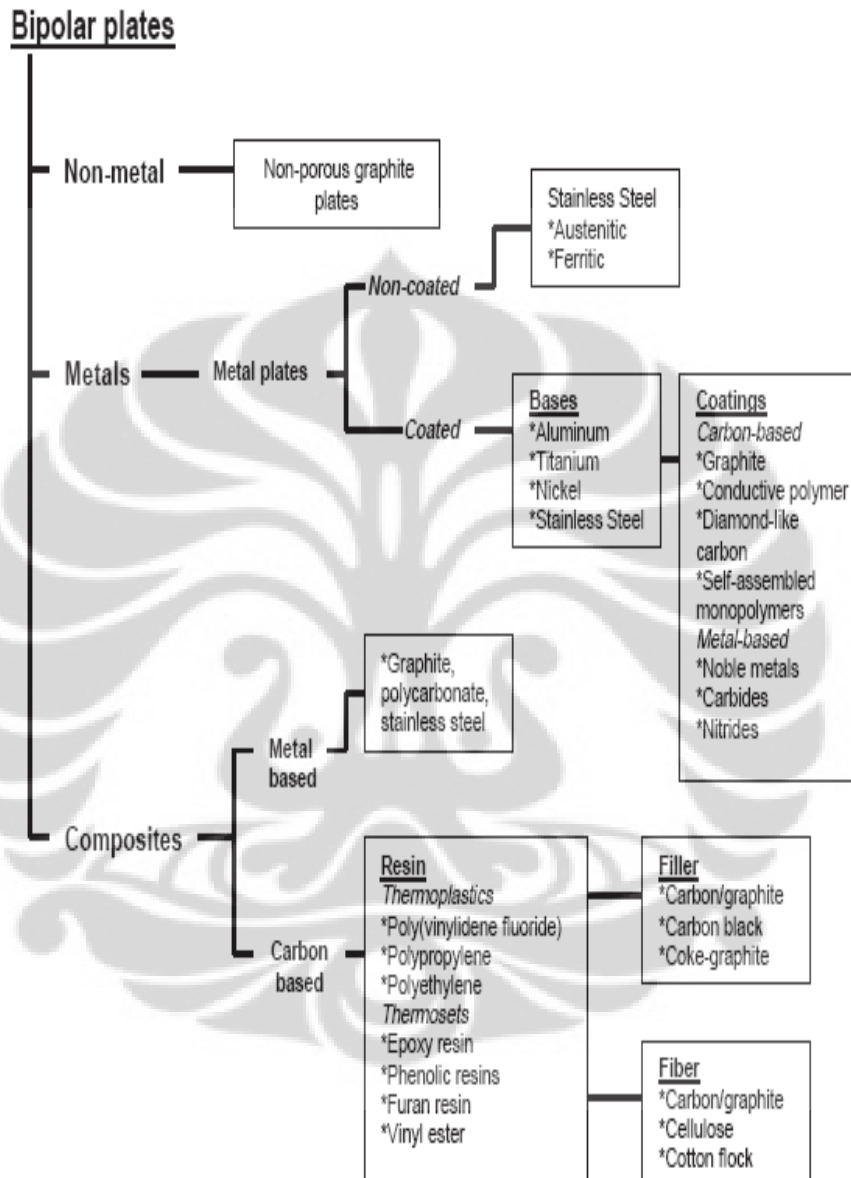 Bipolar plates
Non-metal
Non-porous graphite
plates
Metals
Metal plates
Non-coated
Stainless Steel
*Austenitic
*Ferritic
Coated
Bases
*Aluminum
*Titanium
*Nickel
*Stainless Steel
Coatings
Carbon-based
*Graphite
*Conductive polymer
*Diamond-like
carbon
*Self-assembled
monopolymers
Metal-based
*Noble metals
*Carbides
*Nitrides
Composites
Metal
based
*Graphite,
polycarbonate,
stainless steel
Carbon
based
Resin
Thermoplastics
*Poly(vinylidene fluoride)
*Polypropylene
*Polyethylene
Thermosets
*Epoxy resin
*Phenolic resins
*Furan resin
*Vinyl ester
Filler
*Carbon/graphite
*Carbon black
*Coke-graphite
Fiber
*Carbon/graphite
*Cellulose
*Cotton flock